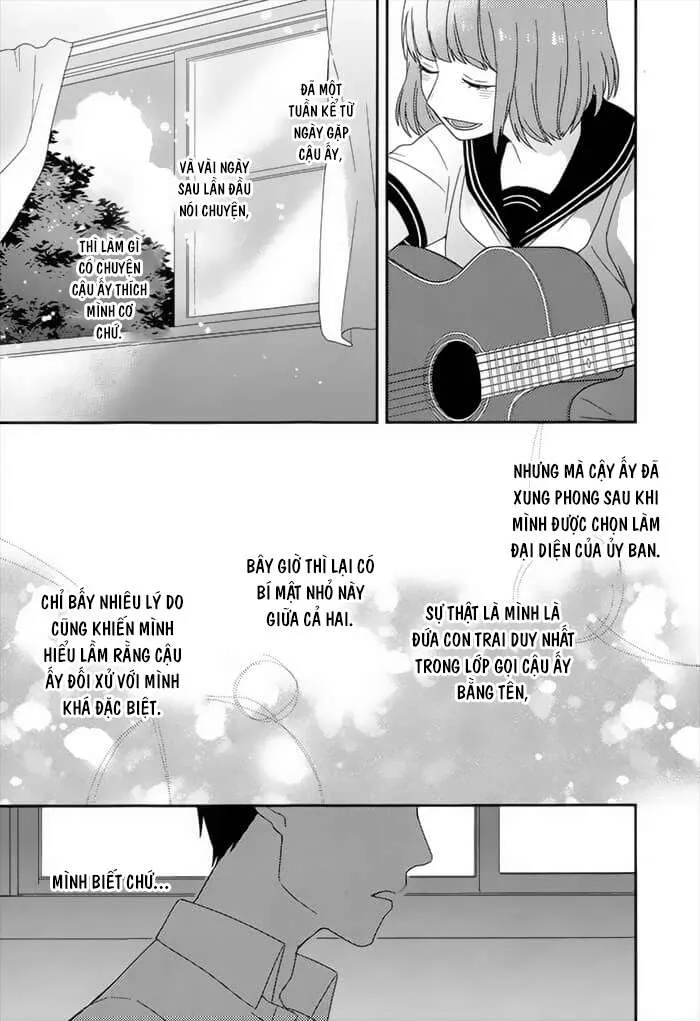 ĐÃ MỘT
TUẦN KỂ TỪ
NGÀY GẶP
CẬU ẤY,
VÀ VÀI NGÀY
SAU LẦN ĐẦU
NÓI CHUYỆN,
THÌ LÀM GÌ
CÓ CHUYỆN
CẬU ẤY THÍCH
MÌNH CƠ
CHỨ.
NHƯNG MÀ CẬY ẤY ĐÃ
XUNG PHONG SAU KHI
MÌNH ĐƯỢC CHỌN LÀM
ĐẠI DIỆN CỦA ỦY BAN.
SỰ THẬT LÀ MÌNH LÀ
ĐỨA CON TRAI DUY NHẤT
TRONG LỚP GỌI CẬU ẤY
BẰNG TÊN,
BÂY GIỜ THÌ LẠI CÓ
BÍ MẬT NHỎ NÀY
GIỮA CẢ HAI.
CHỈ BẤY NHIÊU LÝ DO
CŨNG KHIẾN MÌNH
HIỂU LẦM RẰNG CẬU
ẤY ĐỐI XỬ VỚI MÌNH
KHÁ ĐẶC BIỆT.
MÌNH BIẾT CHỨ...